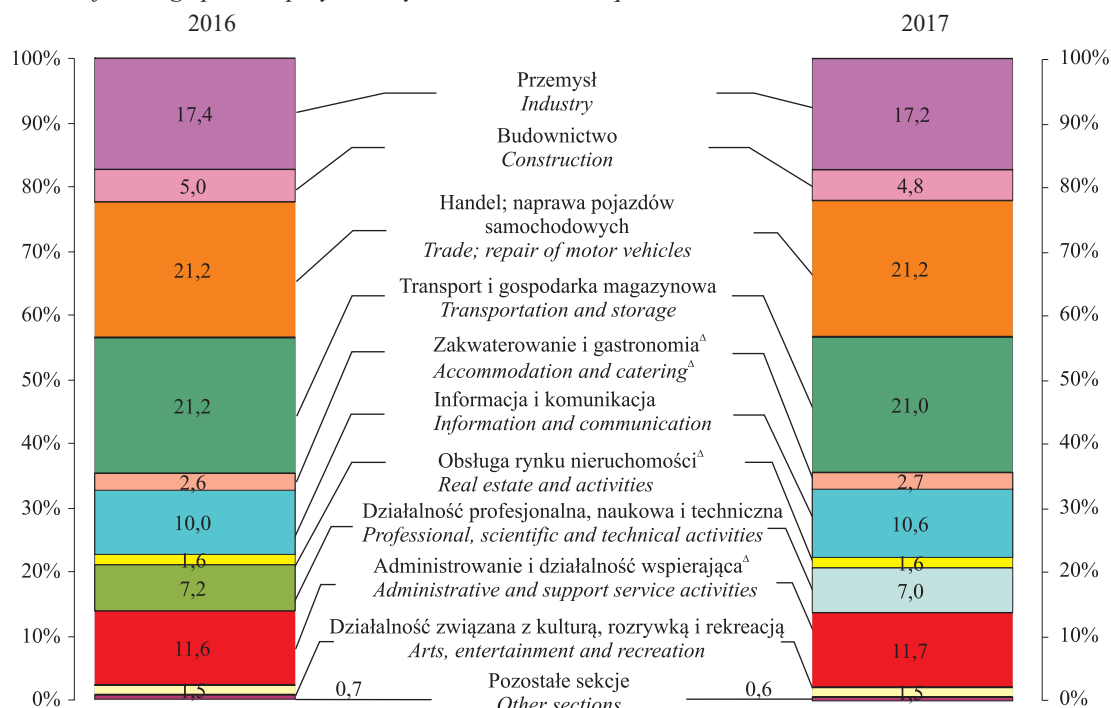 2016
2017
100%
90%
80%
70%
60%
50%
40%
30%
20%
10%
0%
17,4
5,0
21,2
21,2
2,6
10,0
1,6
7,2
11,6
1,5
0,7
Przemysł
Industry
Budownictwo
Construction
Handel; naprawa pojazdów
samochodowych
Trade; repair of motor vehicles
Transport i gospodarka magazynowa
Transportation and storage
Zakwaterowanie i gastronomiaΔ
Accommodation and cateringΔ
Informacja i komunikacja
Information and communication
Obsługa rynku nieruchomościΔ
Real estate and activities
Działalność profesjonalna, naukowa i techniczna
Professional, scientific and technical activities
Administrowanie i działalność wspierającaΔ
Administrative and support service activities
Działalność związana z kulturą, rozrywką i rekreacją
Arts, entertainment and recreation
Pozostałe sekcje
Other sections
17,2
4,8
21,2
21,0
2,7
10,6
1,6
7,0
11,7
1,5
0,6
100%
90%
80%
70%
60%
50%
40%
30%
20%
10%
0%